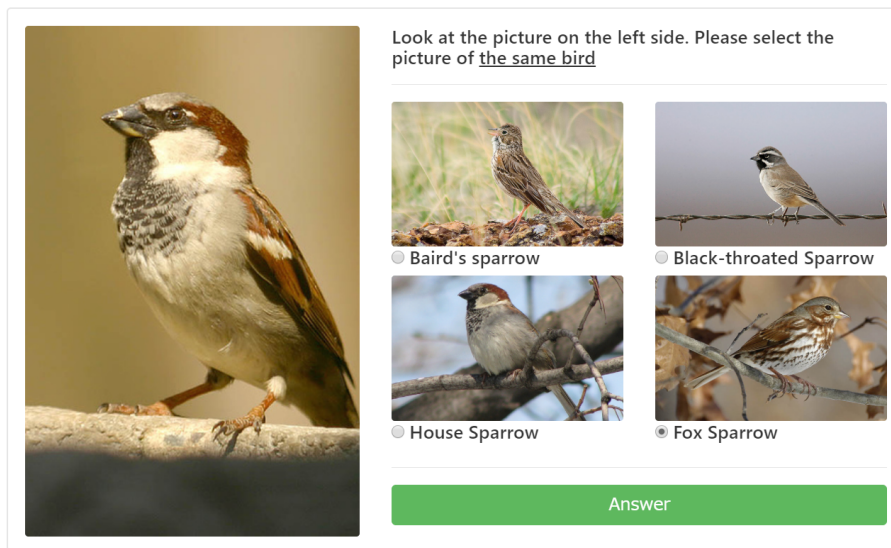 Look at the picture on the left side. Please select the
picture of the same bird
Baird's sparrow
Black-throated Sparrow
House Sparrow
Fox Sparrow
Answer